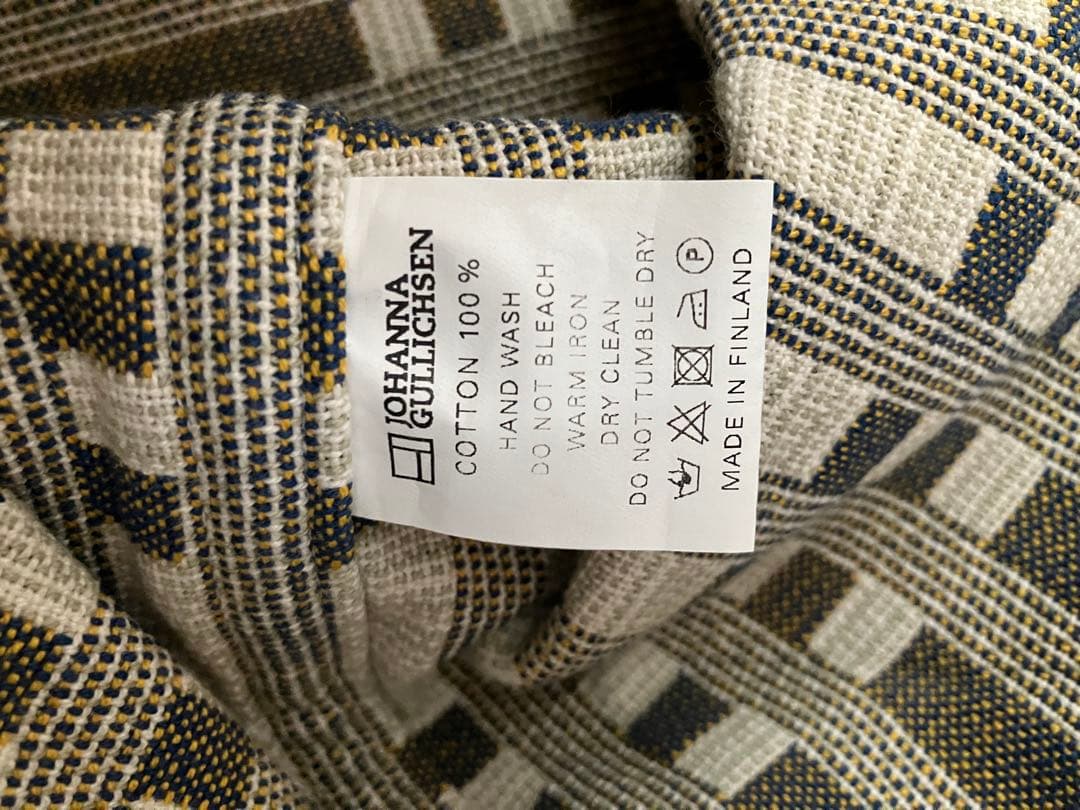 JOHANNA
GULLICHSEN
COTTON 100 %
HAND WASH
DO NOT BLEACH
WARM IRON
DRY CLEAN
DO NOT TUMBLE DRY
P
MADE IN FINLAND